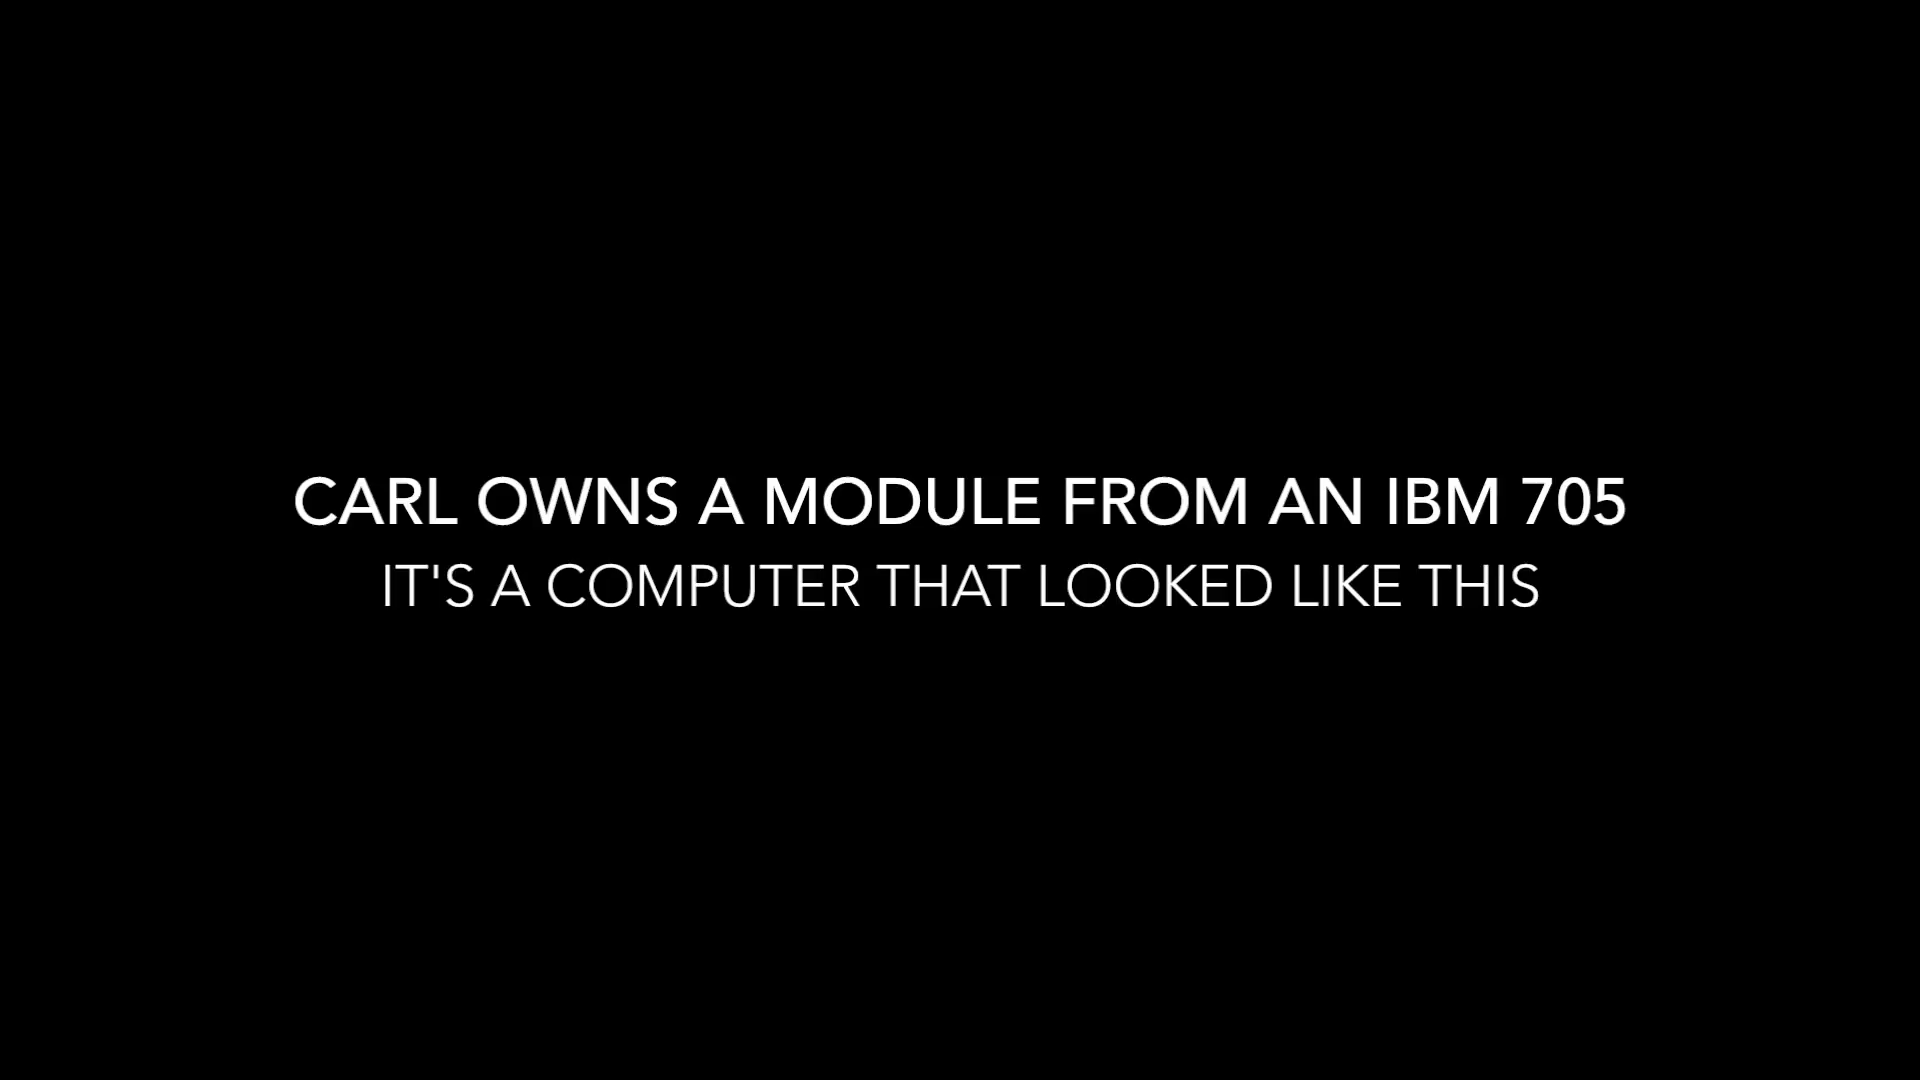 CARL OWNS A MODULE FROM AN IBM 705
IT'S A COMPUTER THAT LOOKED LIKE THIS